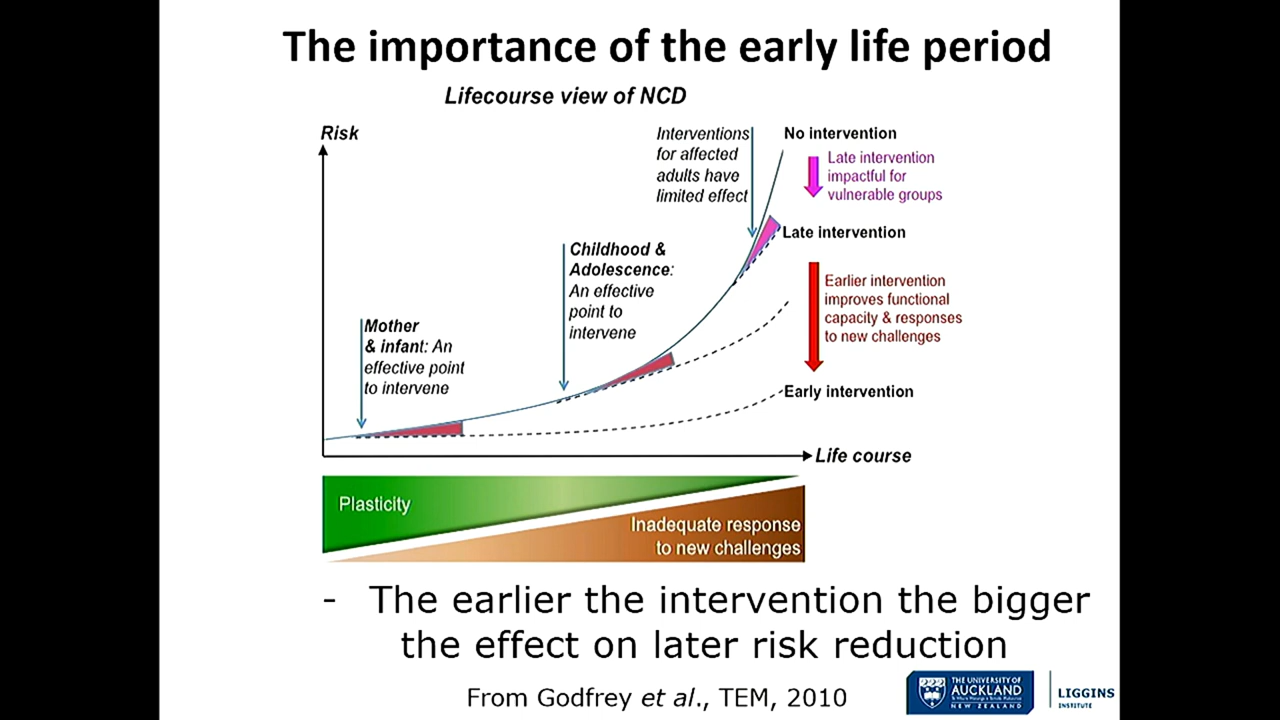 The importance of the early life period
Lifecourse view of NCD
Risk
Interventions
for affected
adults have
limited effect
No intervention
Late intervention
impactful for
vulnerable groups
Late intervention
Childhood &
Adolescence:
An effective
point to
intervene
Earlier intervention
improves functional
capacity & responses
to new challenges
Mother
& infant: An
effective point
to intervene
Early intervention
Life course
Plasticity
Inadequate response
to new challenges
- The earlier the intervention the bigger
the effect on later risk reduction
From Godfrey et al., TEM, 2010
THE UNIVERSITY OF
AUCKLAND
NEW ZEALAND
LIGGINS
INSTITUTE